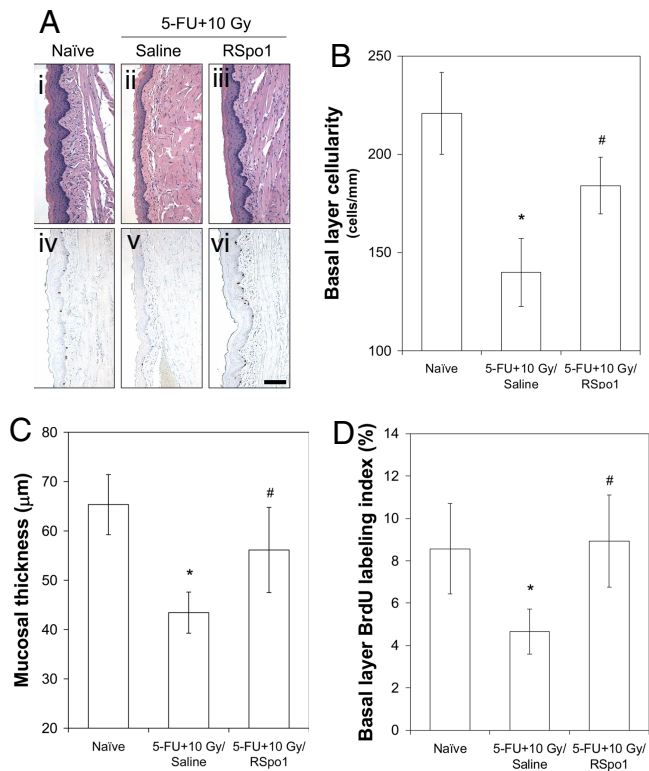 A
5-FU+10 Gy
Naïve
Saline
RSpo1
i
ii
iii
iv
v
vi
B
Basal layer cellularity
(cells/mm)
250
200
150
100
*
#
Naïve
5-FU+10 Gy/
Saline
5-FU+10 Gy/
RSpo1
C
Mucosal thickness (μm)
80
70
60
50
40
30
20
*
#
Naïve
5-FU+10 Gy/
Saline
5-FU+10 Gy/
RSpo1
D
Basal layer BrdU labeling index (%)
14
12
10
8
6
4
2
0
*
#
Naïve
5-FU+10 Gy/
Saline
5-FU+10 Gy/
RSpo1